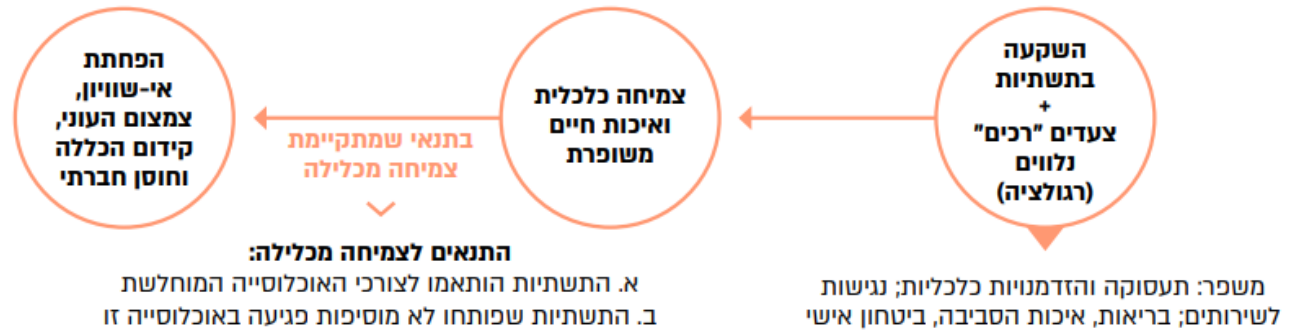 השקעה
בתשתיות
+
צעדים "רכים"
נלווים
(רגולציה)
משפר: תעסוקה והזדמנויות כלכליות; נגישות
לשירותים; בריאות, איכות הסביבה, ביטחון אישי
צמיחה כלכלית
ואיכות חיים
משופרת
בתנאי שמתקיימת
צמיחה מכלילה
התנאים לצמיחה מכלילה:
א. התשתיות הותאמו לצורכי האוכלוסייה המוחלשת
ב. התשתיות שפותחו לא מוסיפות פגיעה באוכלוסייה זו
הפחתת
אי-שוויון,
צמצום העוני,
קידום הכללה
וחוסן חברתי